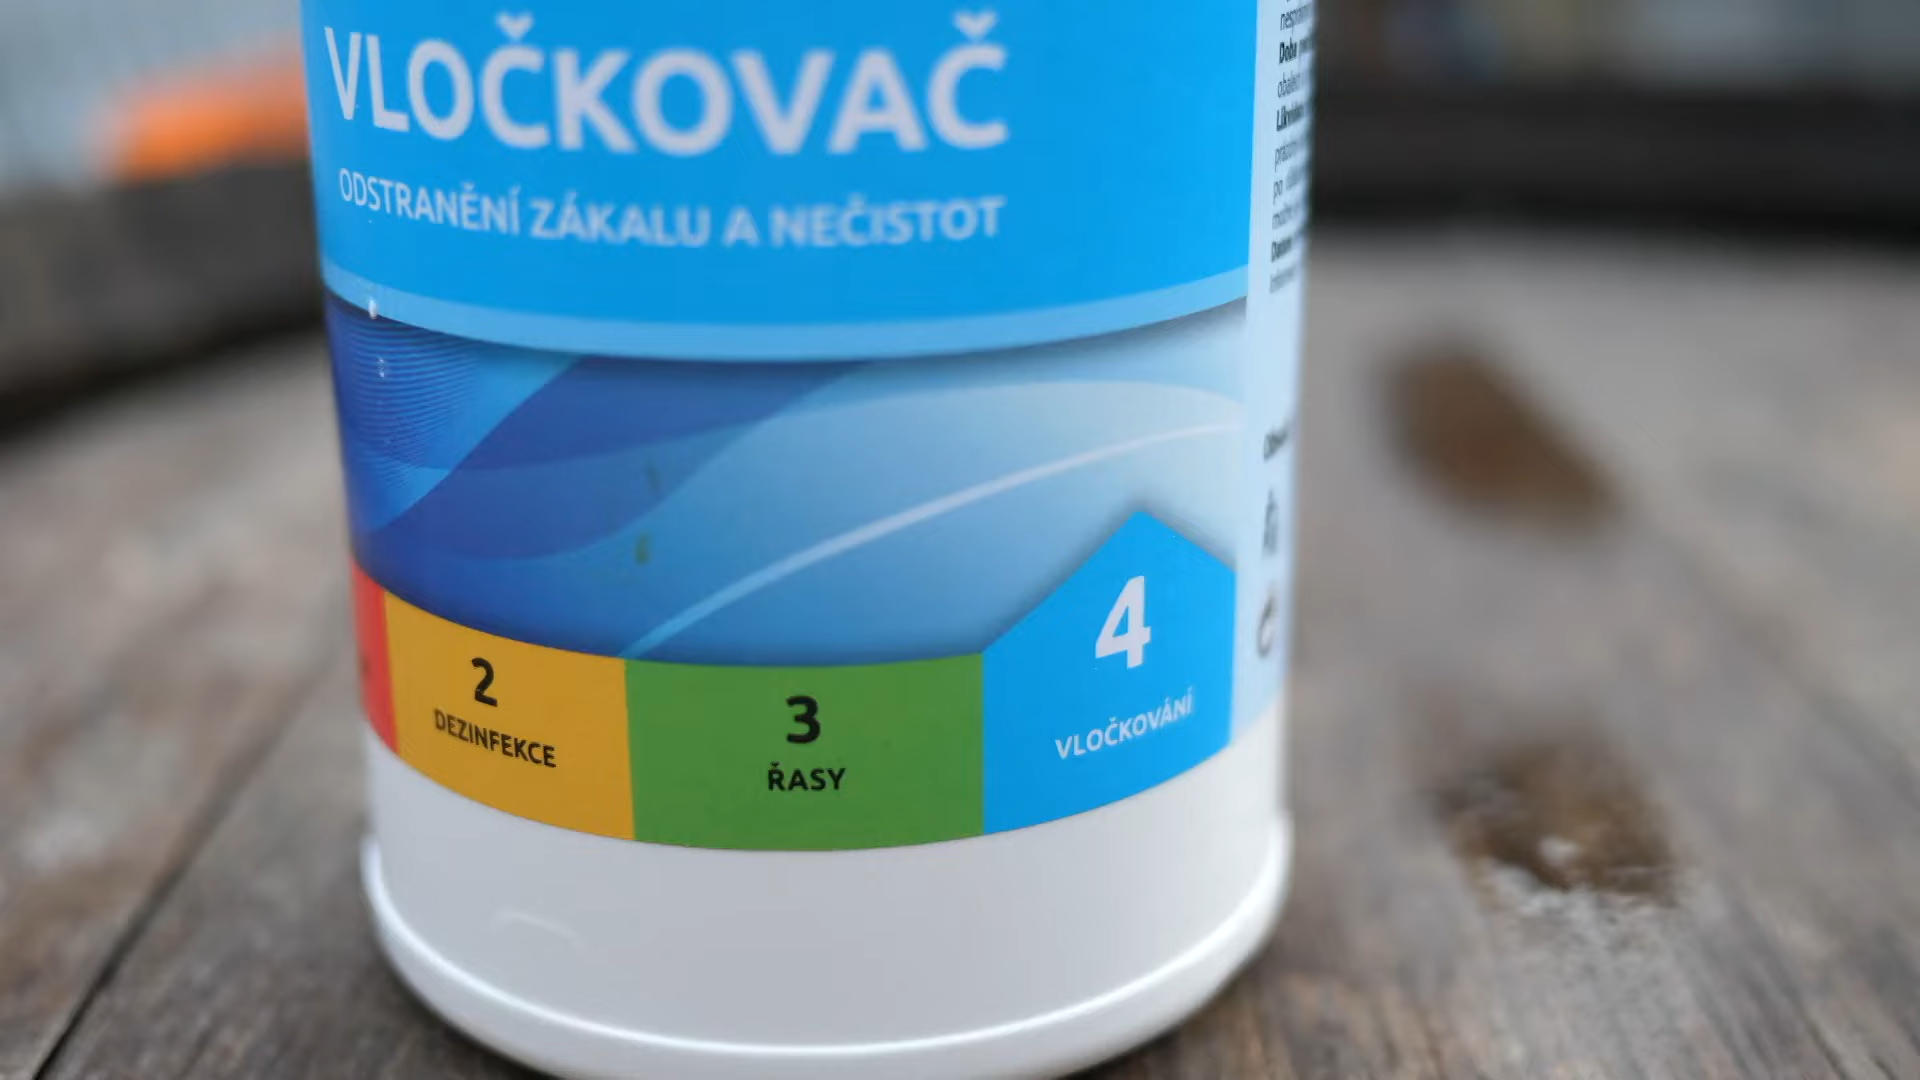 VLOČKOVAČ
ODSTRANĚNÍ ZÁKALU A NEČISTOT
2
DEZINFEKCE
3
ŘASY
4
VLOČKOVÁNÍ